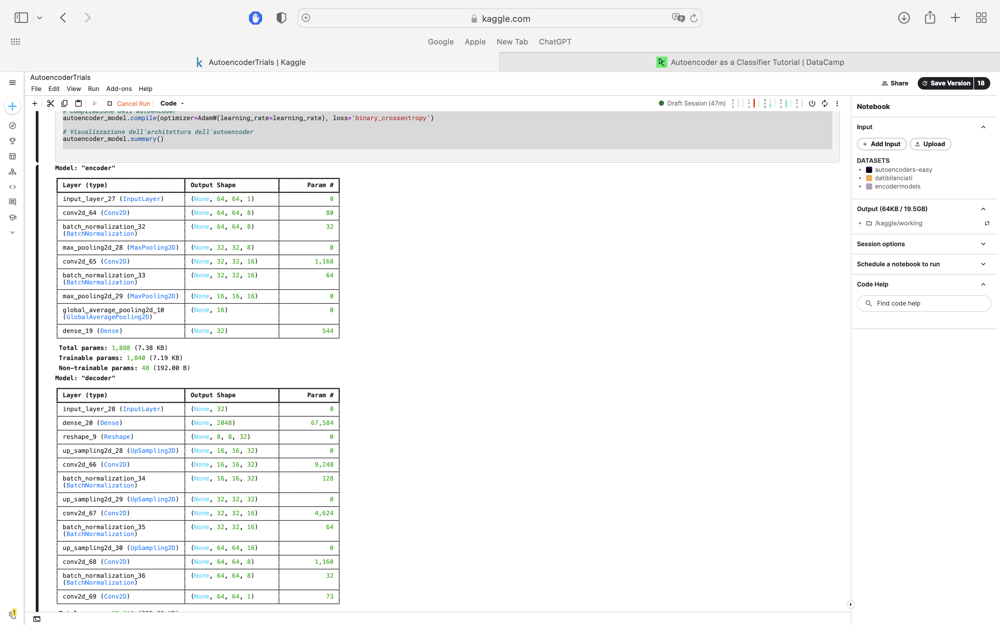 kaggle.com
Google Apple New Tab ChatGPT
AutoencoderTrials | Kaggle
Autoencoder as a Classifier Tutorial | DataCamp
AutoencoderTrials
File Edit View Run Add-ons Help
Share
Save Version 18
Cancel Run
Code
Draft Session (47m)
HDD CPU RAM GPU GPU
# Compilazione dell'autoencoder
autoencoder_model.compile(optimizer=AdamW(learning_rate=learning_rate), loss='binary_crossentropy')
# Visualizzazione dell'architettura dell'autoencoder
autoencoder_model.summary()
Model: "encoder"
Layer (type) Output Shape Param #
input_layer_27 (InputLayer) (None, 64, 64, 1) 0
conv2d_64 (Conv2D) (None, 64, 64, 8) 80
batch_normalization_32 (None, 64, 64, 8) 32
(BatchNormalization)
max_pooling2d_28 (MaxPooling2D) (None, 32, 32, 8) 0
conv2d_65 (Conv2D) (None, 32, 32, 16) 1,168
batch_normalization_33 (None, 32, 32, 16) 64
(BatchNormalization)
max_pooling2d_29 (MaxPooling2D) (None, 16, 16, 16) 0
global_average_pooling2d_10 (None, 16) 0
(GlobalAveragePooling2D)
dense_19 (Dense) (None, 32) 544
Total params: 1,888 (7.38 KB)
Trainable params: 1,840 (7.19 KB)
Non-trainable params: 48 (192.00 B)
Model: "decoder"
Layer (type) Output Shape Param #
input_layer_28 (InputLayer) (None, 32) 0
dense_20 (Dense) (None, 2048) 67,584
reshape_9 (Reshape) (None, 8, 8, 32) 0
up_sampling2d_28 (UpSampling2D) (None, 16, 16, 32) 0
conv2d_66 (Conv2D) (None, 16, 16, 32) 9,248
batch_normalization_34 (None, 16, 16, 32) 128
(BatchNormalization)
up_sampling2d_29 (UpSampling2D) (None, 32, 32, 32) 0
conv2d_67 (Conv2D) (None, 32, 32, 16) 4,624
batch_normalization_35 (None, 32, 32, 16) 64
(BatchNormalization)
up_sampling2d_30 (UpSampling2D) (None, 64, 64, 16) 0
conv2d_68 (Conv2D) (None, 64, 64, 8) 1,160
batch_normalization_36 (None, 64, 64, 8) 32
(BatchNormalization)
conv2d_69 (Conv2D) (None, 64, 64, 1) 73
Notebook
Input
+ Add Input
Upload
DATASETS
autoencoders-easy
datibilanciati
encodermodels
Output (64KB / 19.5GB)
/kaggle/working
Session options
Schedule a notebook to run
Code Help
Find code help
1